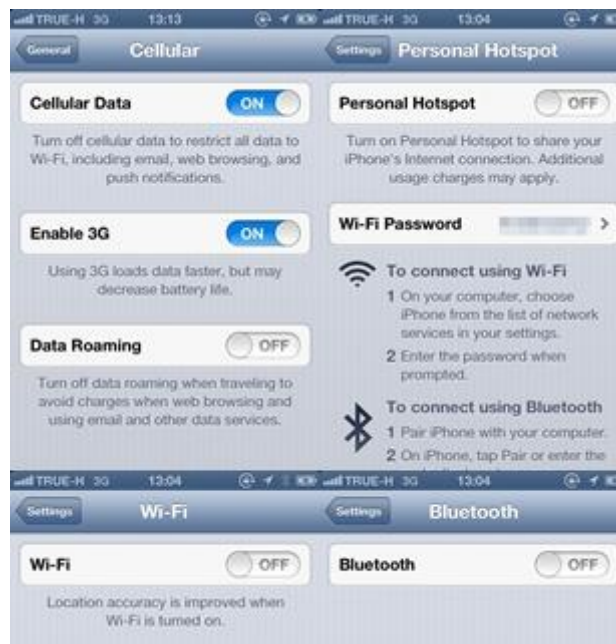 TRUE-H 3G 13:13
General
Cellular
Cellular Data
ON
Turn off cellular data to restrict all data to
Wi-Fi, including email, web browsing, and
push notifications.
Enable 3G
ON
Using 3G loads data faster, but may
decrease battery life.
Data Roaming
OFF
Turn off data roaming when traveling to
avoid charges when web browsing and
using email and other data services.
TRUE-H 3G 13:04
Settings
Personal Hotspot
Personal Hotspot
OFF
Turn on Personal Hotspot to share your
iPhone's Internet connection. Additional
usage charges may apply.
Wi-Fi Password
To connect using Wi-Fi
1 On your computer, choose
iPhone from the list of network
services in your settings.
2 Enter the password when
prompted.
To connect using Bluetooth
1 Pair iPhone with your computer.
2 On iPhone, tap Pair or enter the
TRUE-H 3G 13:04
Settings
Wi-Fi
Wi-Fi
OFF
Location accuracy is improved when
Wi-Fi is turned on.
TRUE-H 3G 13:04
Settings
Bluetooth
Bluetooth
OFF